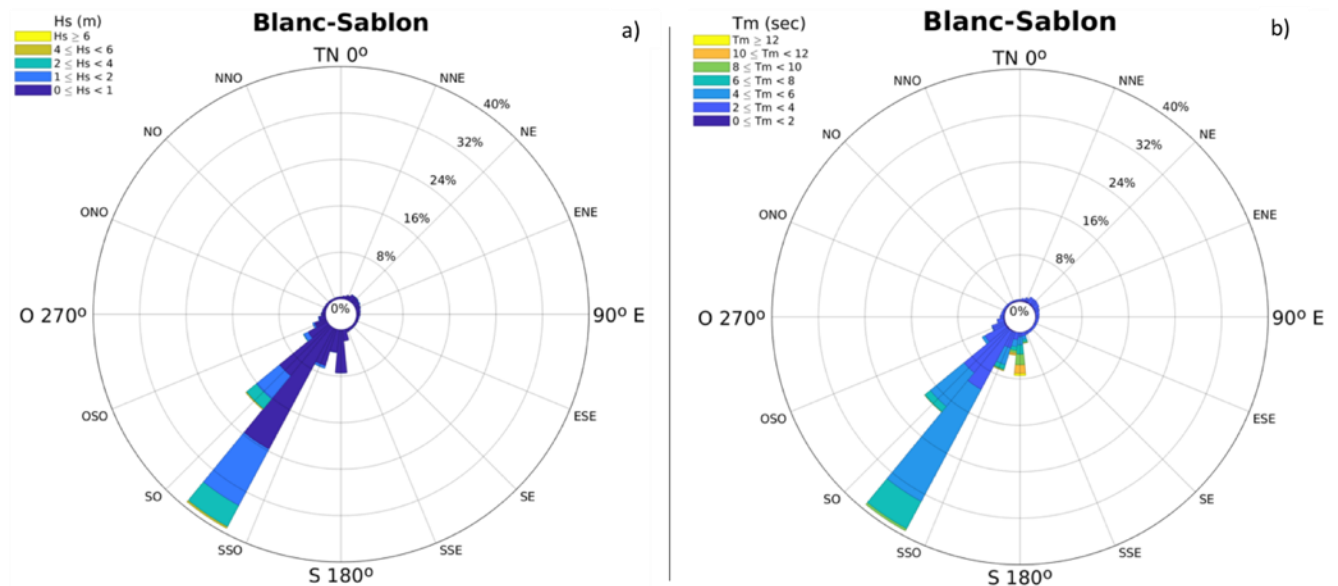 Blanc-Sablon
a)
Hs (m)
Hs ≥ 6
4 ≤ Hs < 6
2 ≤ Hs < 4
1 ≤ Hs < 2
0 ≤ Hs < 1
TN 0º
NNO
NNE
40%
NO
NE
32%
24%
ONO
ENE
16%
8%
O 270º
0%
90º E
OSO
ESE
SO
SE
SSO
SSE
S 180º
Blanc-Sablon
b)
Tm (sec)
Tm ≥ 12
10 ≤ Tm < 12
8 ≤ Tm < 10
6 ≤ Tm < 8
4 ≤ Tm < 6
2 ≤ Tm < 4
0 ≤ Tm < 2
TN 0º
NNO
NNE
40%
NO
NE
32%
24%
ONO
ENE
16%
8%
O 270º
0%
90º E
OSO
ESE
SO
SE
SSO
SSE
S 180º